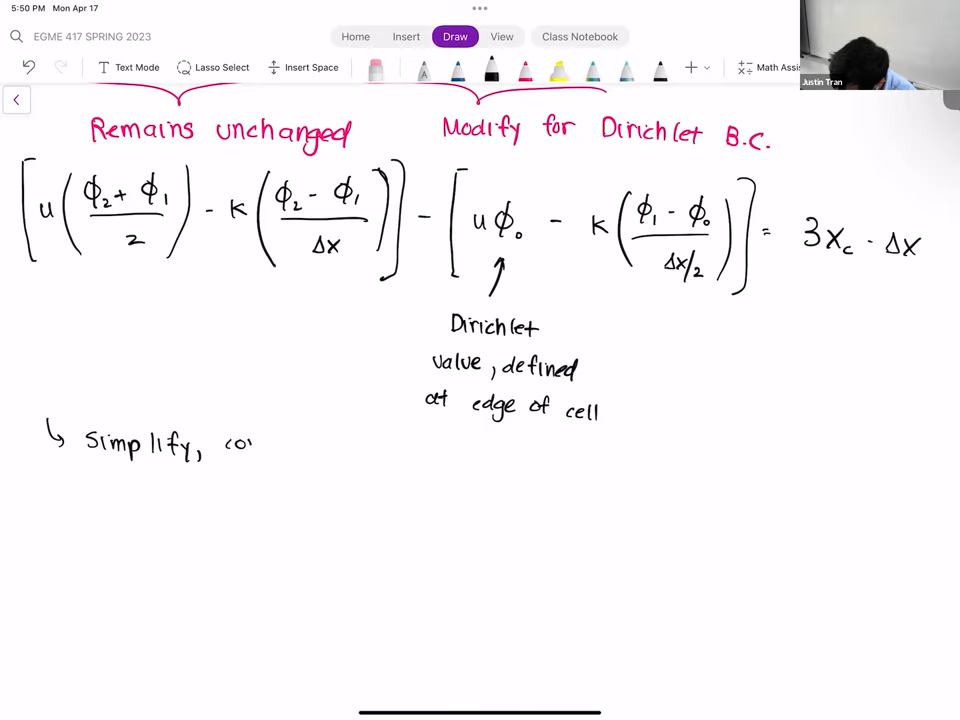 5:50 PM Mon Apr 17
EGME 417 SPRING 2023
Home Insert Draw View Class Notebook
Text Mode Lasso Select Insert Space Math Assis
Justin Tran
Remains unchanged Modify for Dirichlet B.C.
[u((ϕ₂ + ϕ₁)/2) - k((ϕ₂ - ϕ₁)/Δx)] - [uϕ₀ - k((ϕ₁ - ϕ₀)/(Δx/2))] = 3x_c · Δx
Dirichlet
value, defined
at edge of cell
↳ Simplify, co